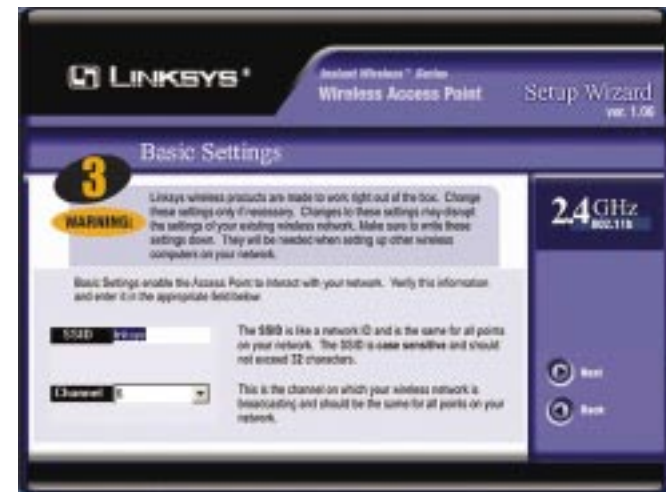 LINKSYS®
Instant Wireless™ Series
Wireless Access Point
Setup Wizard
ver. 1.06
Basic Settings
3
WARNING:
Linksys wireless products are made to work right out of the box. Change
these settings only if necessary. Changes to these settings may disrupt
the settings of your existing wireless network. Make sure to write these
settings down. They will be needed when setting up other wireless
computers on your network.
2.4 GHz
802.11b
Basic Settings enable the Access Point to interact with your network. Verify this information
and enter it in the appropriate field below
SSID linksys
The SSID is like a network ID and is the same for all points
on your network. The SSID is case sensitive and should
not exceed 32 characters.
Channel 6
This is the channel on which your wireless network is
broadcasting and should be the same for all points on your
network.
Next
Back